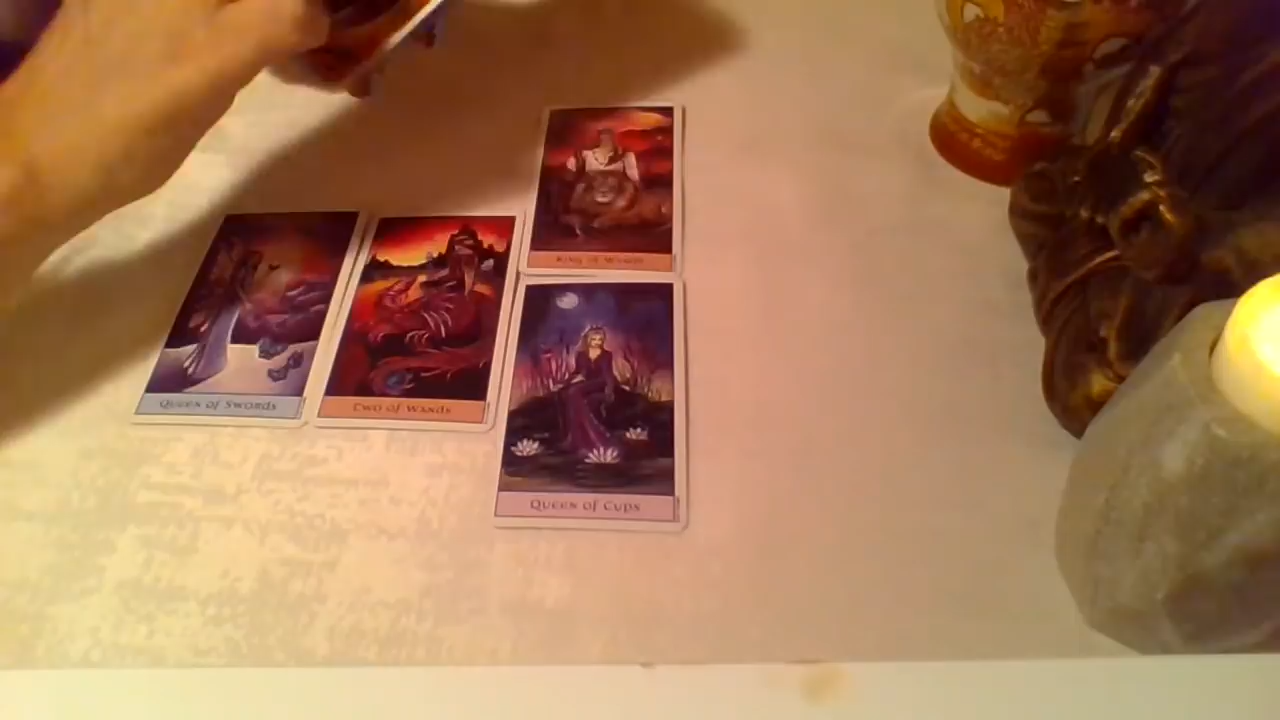 King of Wands
Queen of Swords
Two of Wands
Queen of Cups